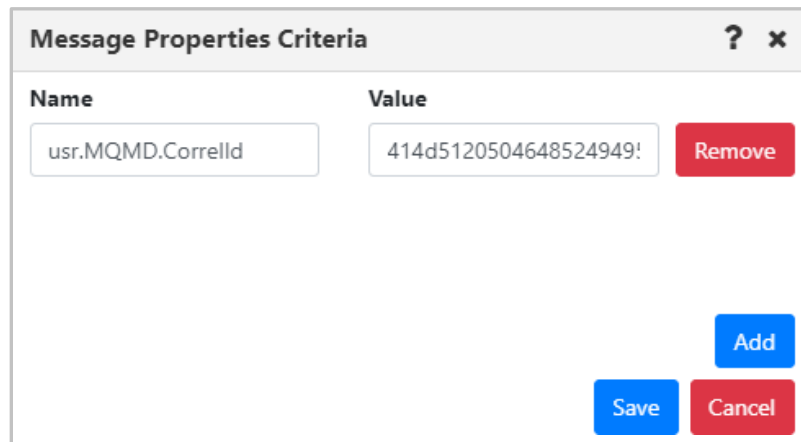 Message Properties Criteria ? ×
Name Value
usr.MQMD.CorrelId 414d5120504648524949! Remove
Add
Save Cancel